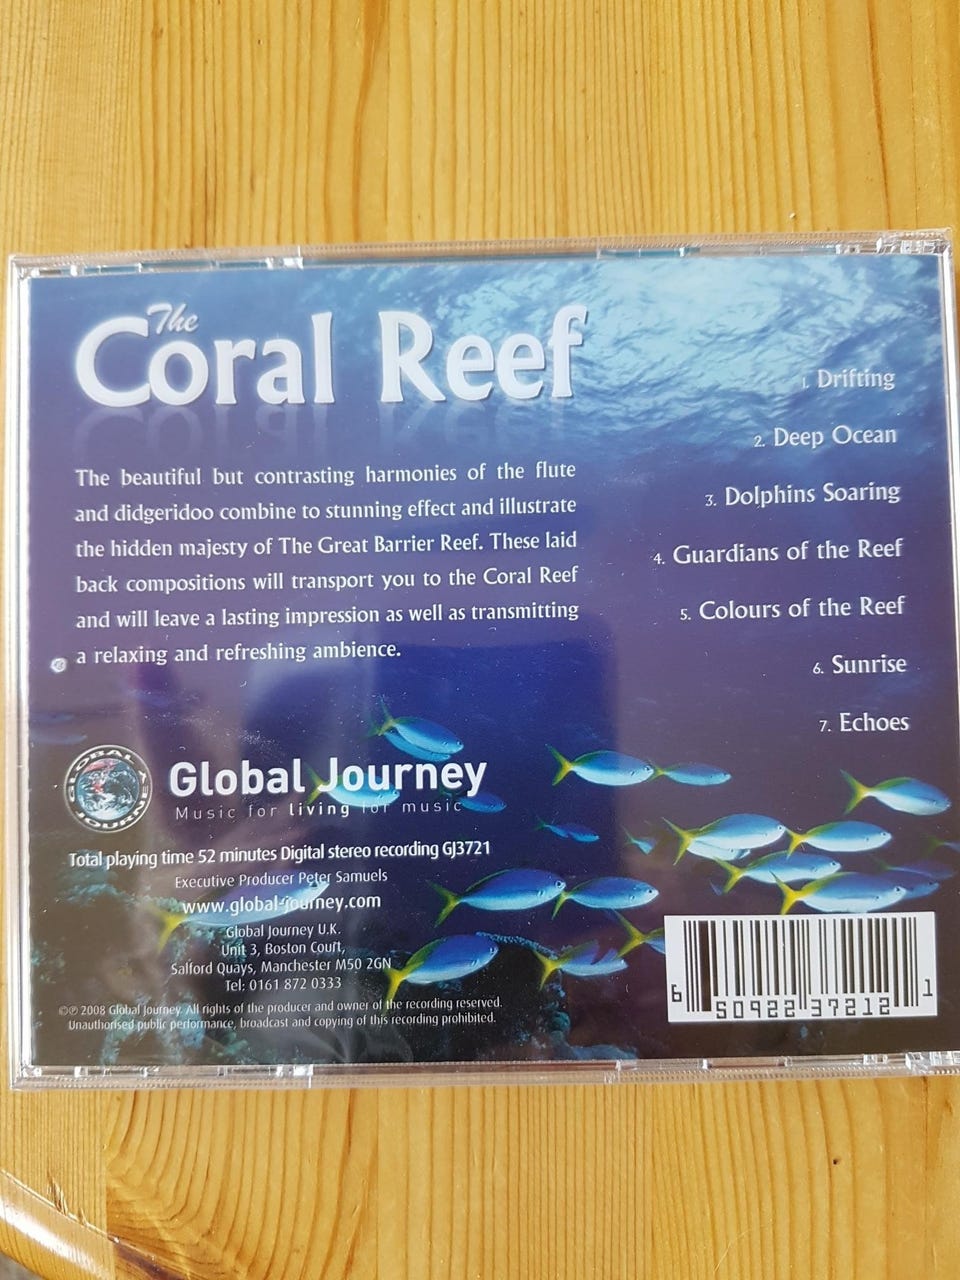 The
Coral Reef
The beautiful but contrasting harmonies of the flute
and didgeridoo combine to stunning effect and illustrate
the hidden majesty of The Great Barrier Reef. These laid
back compositions will transport you to the Coral Reef
and will leave a lasting impression as well as transmitting
a relaxing and refreshing ambience.
1. Drifting
2. Deep Ocean
3. Dolphins Soaring
4. Guardians of the Reef
5. Colours of the Reef
6. Sunrise
7. Echoes
GLOBAL JOURNEY
Global Journey
Music for living for music
Total playing time 52 minutes Digital stereo recording GJ3721
Executive Producer Peter Samuels
www.global-journey.com
Global Journey U.K.
Unit 3, Boston Court,
Salford Quays, Manchester M50 2GN
Tel: 0161 872 0333
©℗ 2008 Global Journey. All rights of the producer and owner of the recording reserved.
Unauthorised public performance, broadcast and copying of this recording prohibited.
6 50922 37212 1